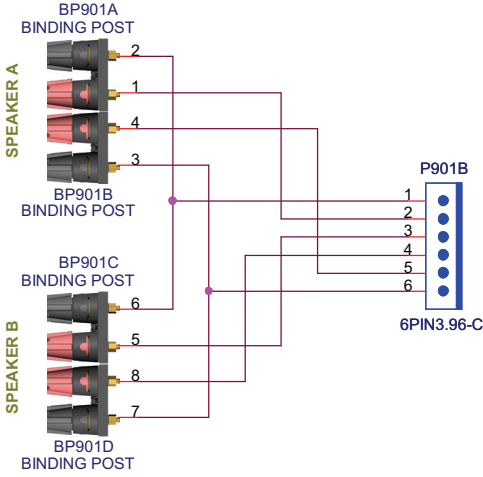 BP901A
BINDING POST
SPEAKER A
2
1
4
3
BP901B
BINDING POST
P901B
1
2
3
4
5
6
6PIN3.96-C
BP901C
BINDING POST
SPEAKER B
6
5
8
7
BP901D
BINDING POST